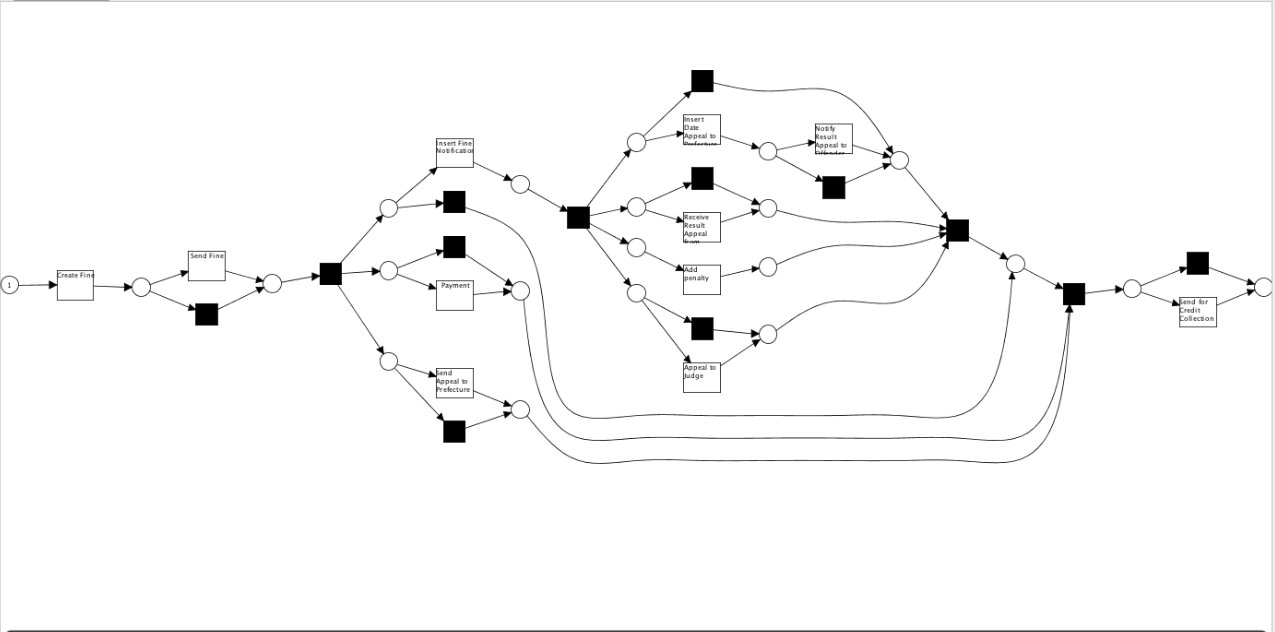 1
Create Fine
Send Fine
Insert Fine
Notification
Payment
Send
Appeal to
Prefecture
Insert
Date
Appeal to
Prefecture
Notify
Result
Appeal to
Offender
Receive
Result
Appeal
from
Add
penalty
Appeal to
Judge
Send for
Credit
Collection